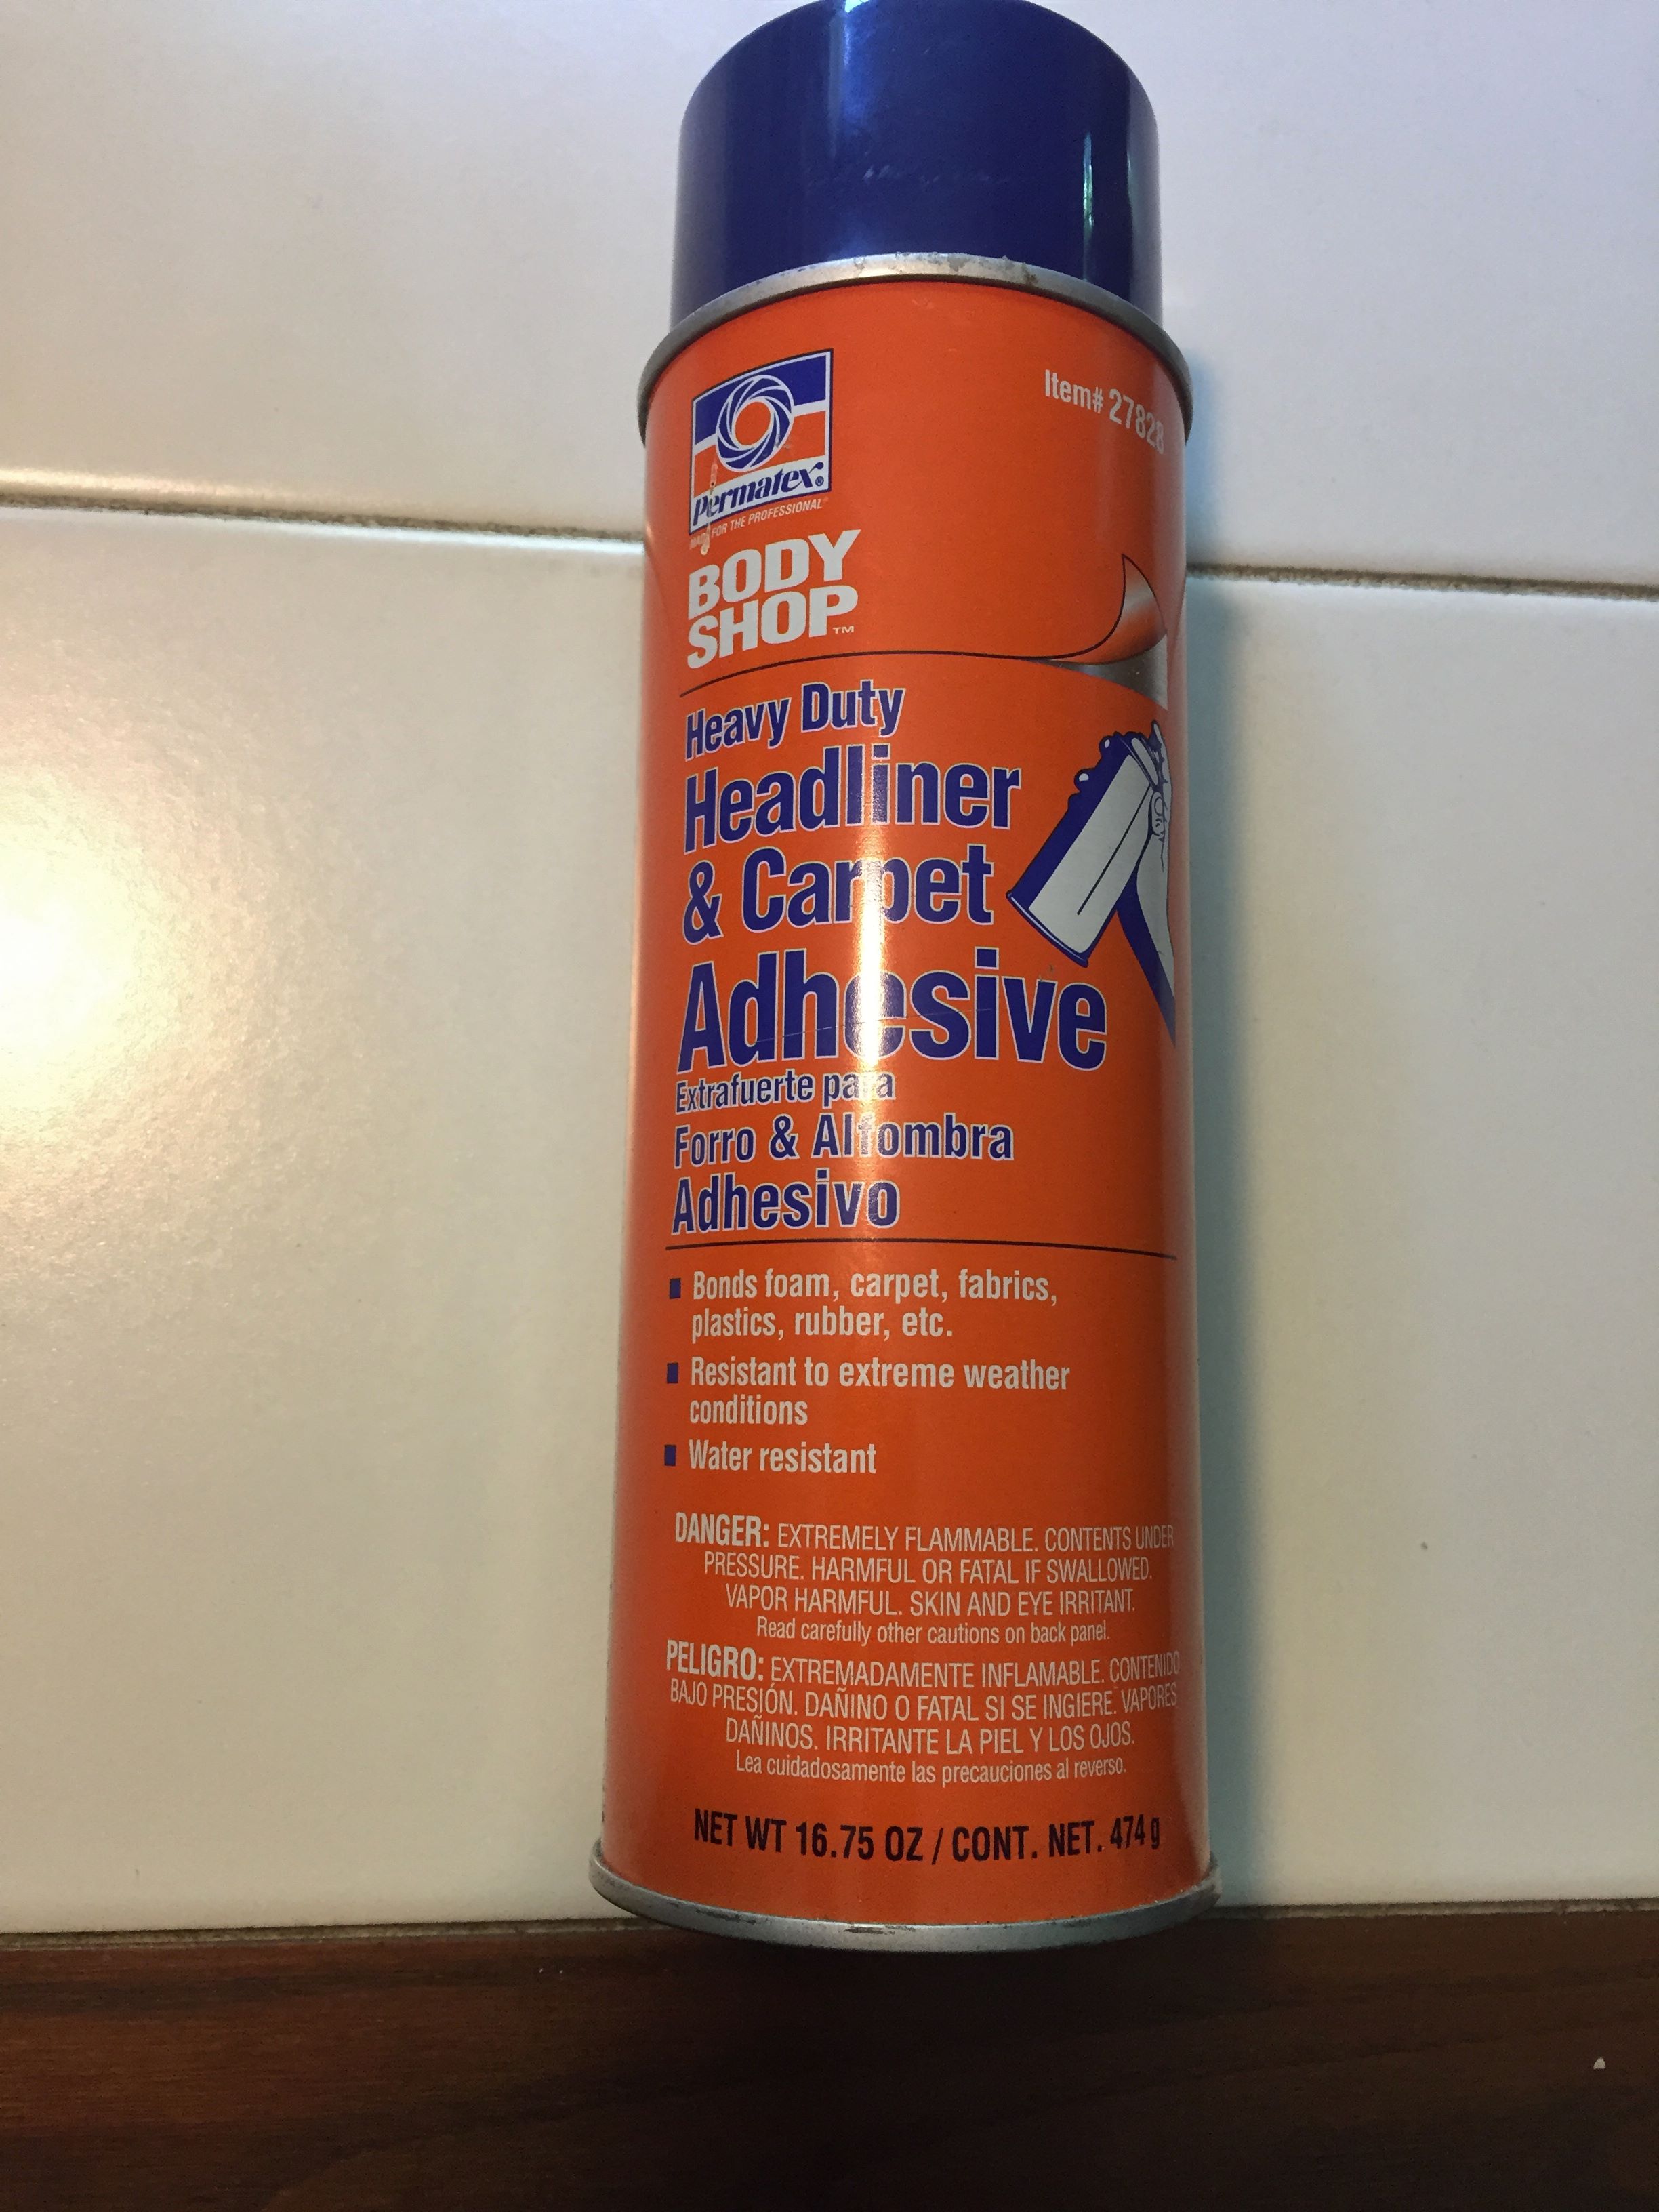 Item# 27828
Permatex®
MADE FOR THE PROFESSIONAL
BODY
SHOP™
Heavy Duty
Headliner
& Carpet
Adhesive
Extrafuerte para
Forro & Alfombra
Adhesivo
Bonds foam, carpet, fabrics,
plastics, rubber, etc.
Resistant to extreme weather
conditions
Water resistant
DANGER: EXTREMELY FLAMMABLE. CONTENTS UNDER
PRESSURE. HARMFUL OR FATAL IF SWALLOWED.
VAPOR HARMFUL. SKIN AND EYE IRRITANT.
Read carefully other cautions on back panel.
PELIGRO: EXTREMADAMENTE INFLAMABLE. CONTENIDO
BAJO PRESIÓN. DAÑINO O FATAL SI SE INGIERE. VAPORES
DAÑINOS. IRRITANTE LA PIEL Y LOS OJOS.
Lea cuidadosamente las precauciones al reverso.
NET WT 16.75 OZ / CONT. NET. 474 g